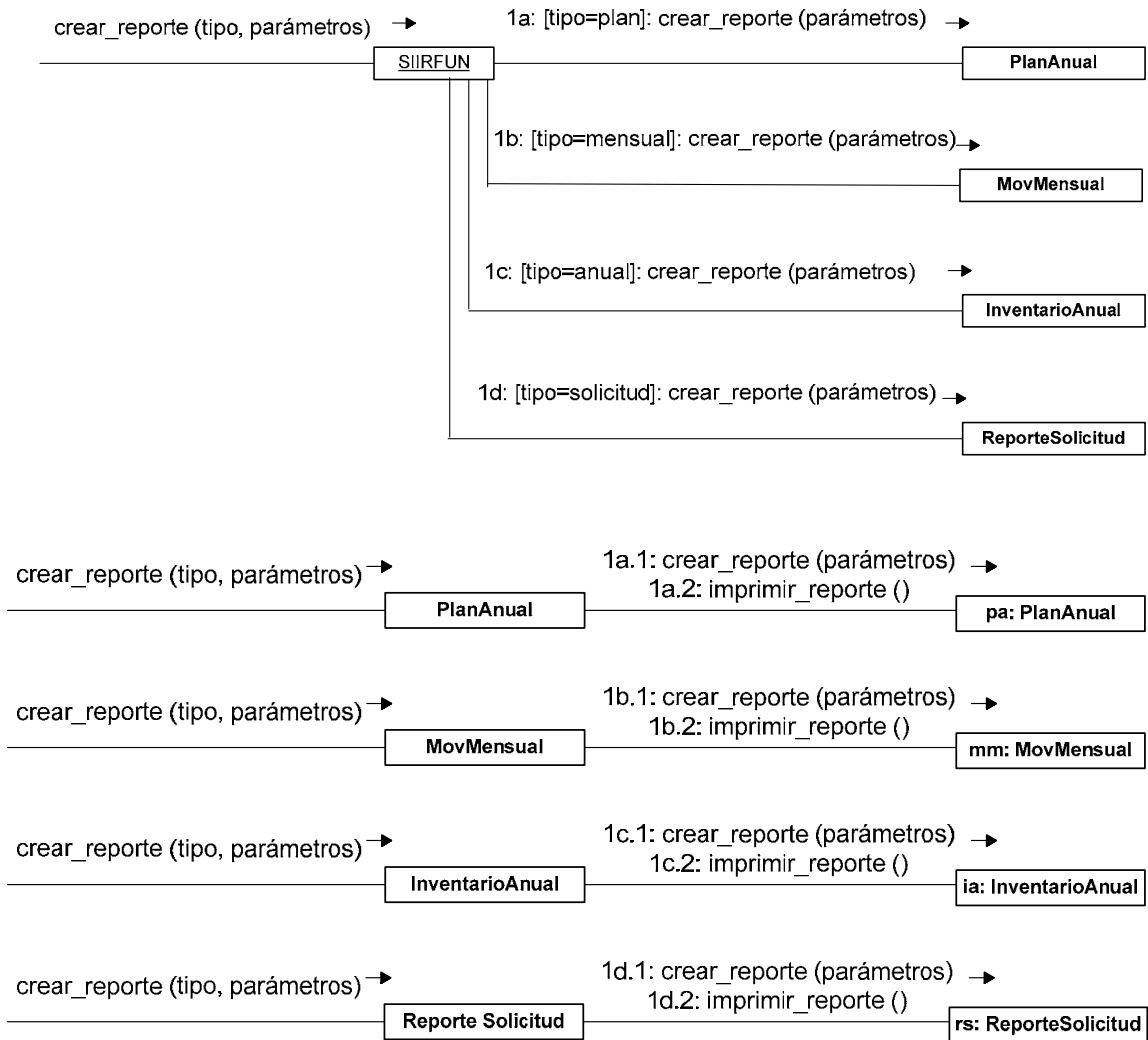 crear_reporte (tipo, parámetros)
1a: [tipo=plan]: crear_reporte (parámetros)
SIIRFUN
PlanAnual
1b: [tipo=mensual]: crear_reporte (parámetros)
MovMensual
1c: [tipo=anual]: crear_reporte (parámetros)
InventarioAnual
1d: [tipo=solicitud]: crear_reporte (parámetros)
ReporteSolicitud
crear_reporte (tipo, parámetros)
1a.1: crear_reporte (parámetros)
1a.2: imprimir_reporte ()
PlanAnual
pa: PlanAnual
crear_reporte (tipo, parámetros)
1b.1: crear_reporte (parámetros)
1b.2: imprimir_reporte ()
MovMensual
mm: MovMensual
crear_reporte (tipo, parámetros)
1c.1: crear_reporte (parámetros)
1c.2: imprimir_reporte ()
InventarioAnual
ia: InventarioAnual
crear_reporte (tipo, parámetros)
1d.1: crear_reporte (parámetros)
1d.2: imprimir_reporte ()
Reporte Solicitud
rs: ReporteSolicitud